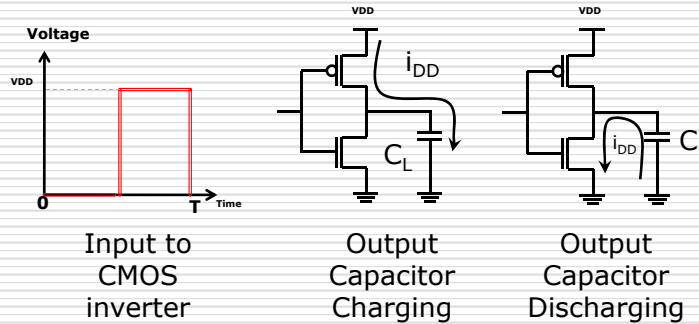 Voltage
VDD
0
T
Time
Input to
CMOS
inverter
VDD
iDD
CL
Output
Capacitor
Charging
VDD
iDD
C
Output
Capacitor
Discharging